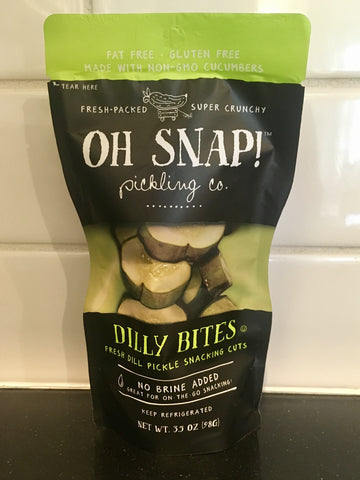 FAT FREE · GLUTEN FREE
MADE WITH NON-GMO CUCUMBERS
TEAR HERE
FRESH-PACKED SUPER CRUNCHY
OH SNAP!™
pickling co.
DILLY BITES
FRESH DILL PICKLE SNACKING CUTS
NO BRINE ADDED
GREAT FOR ON-THE-GO SNACKING!
KEEP REFRIGERATED
NET WT. 3.5 OZ (98G)